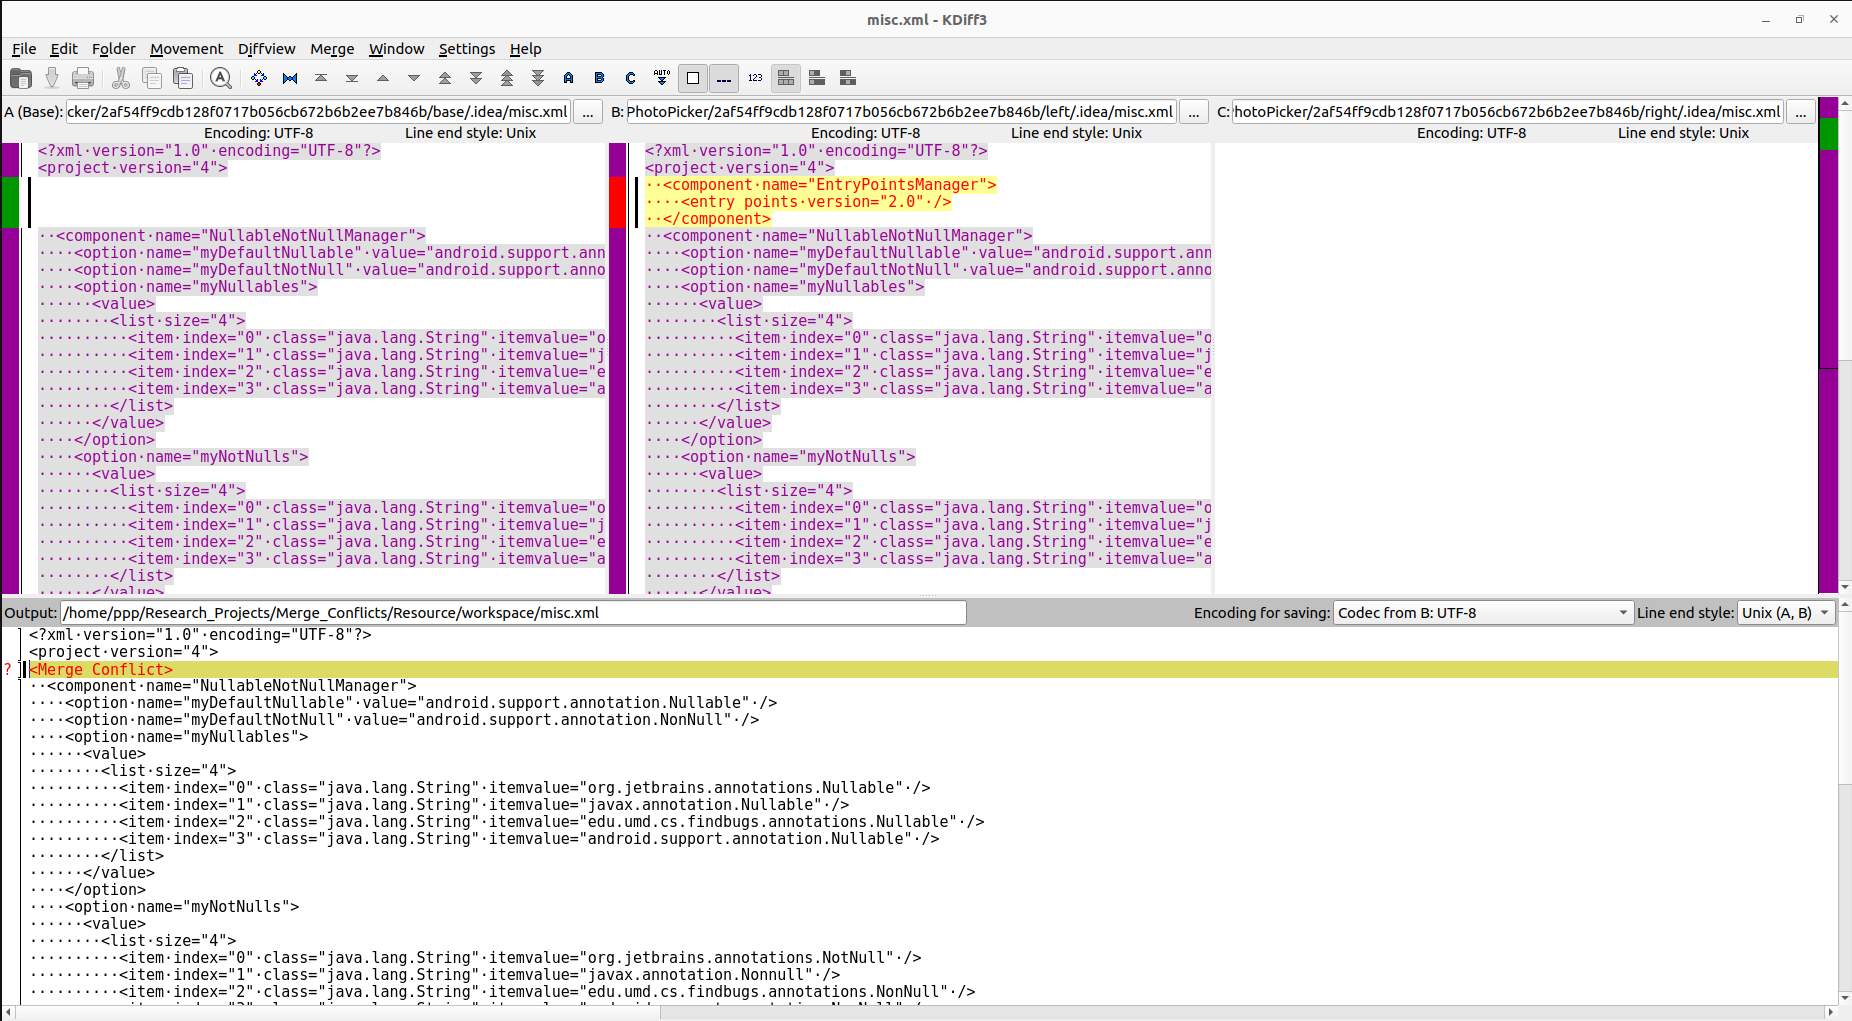 misc.xml - KDiff3
File Edit Folder Movement Diffview Merge Window Settings Help
A B C AUTO 123
A (Base): cker/2af54ff9cdb128f0717b056cb672b6b2ee7b846b/base/.idea/misc.xml ... B: PhotoPicker/2af54ff9cdb128f0717b056cb672b6b2ee7b846b/left/.idea/misc.xml ... C: hotoPicker/2af54ff9cdb128f0717b056cb672b6b2ee7b846b/right/.idea/misc.xml ...
Encoding: UTF-8 Line end style: Unix Encoding: UTF-8 Line end style: Unix Encoding: UTF-8 Line end style: Unix
<?xml·version="1.0"·encoding="UTF-8"?>
<project·version="4">
··<component·name="NullableNotNullManager">
····<option·name="myDefaultNullable"·value="android.support.ann
····<option·name="myDefaultNotNull"·value="android.support.anno
····<option·name="myNullables">
······<value>
········<list·size="4">
··········<item·index="0"·class="java.lang.String"·itemvalue="o
··········<item·index="1"·class="java.lang.String"·itemvalue="j
··········<item·index="2"·class="java.lang.String"·itemvalue="e
··········<item·index="3"·class="java.lang.String"·itemvalue="a
········</list>
······</value>
····</option>
····<option·name="myNotNulls">
······<value>
········<list·size="4">
··········<item·index="0"·class="java.lang.String"·itemvalue="o
··········<item·index="1"·class="java.lang.String"·itemvalue="j
··········<item·index="2"·class="java.lang.String"·itemvalue="e
··········<item·index="3"·class="java.lang.String"·itemvalue="a
········</list>
······</value>
<?xml·version="1.0"·encoding="UTF-8"?>
<project·version="4">
··<component·name="EntryPointsManager">
····<entry_points·version="2.0"·/>
··</component>
··<component·name="NullableNotNullManager">
····<option·name="myDefaultNullable"·value="android.support.ann
····<option·name="myDefaultNotNull"·value="android.support.anno
····<option·name="myNullables">
······<value>
········<list·size="4">
··········<item·index="0"·class="java.lang.String"·itemvalue="o
··········<item·index="1"·class="java.lang.String"·itemvalue="j
··········<item·index="2"·class="java.lang.String"·itemvalue="e
··········<item·index="3"·class="java.lang.String"·itemvalue="a
········</list>
······</value>
····</option>
····<option·name="myNotNulls">
······<value>
········<list·size="4">
··········<item·index="0"·class="java.lang.String"·itemvalue="o
··········<item·index="1"·class="java.lang.String"·itemvalue="j
··········<item·index="2"·class="java.lang.String"·itemvalue="e
··········<item·index="3"·class="java.lang.String"·itemvalue="a
········</list>
······</value>
Output: /home/ppp/Research_Projects/Merge_Conflicts/Resource/workspace/misc.xml Encoding for saving: Codec from B: UTF-8 Line end style: Unix (A, B)
<?xml·version="1.0"·encoding="UTF-8"?>
<project·version="4">
? <Merge Conflict>
··<component·name="NullableNotNullManager">
····<option·name="myDefaultNullable"·value="android.support.annotation.Nullable"·/>
····<option·name="myDefaultNotNull"·value="android.support.annotation.NonNull"·/>
····<option·name="myNullables">
······<value>
········<list·size="4">
··········<item·index="0"·class="java.lang.String"·itemvalue="org.jetbrains.annotations.Nullable"·/>
··········<item·index="1"·class="java.lang.String"·itemvalue="javax.annotation.Nullable"·/>
··········<item·index="2"·class="java.lang.String"·itemvalue="edu.umd.cs.findbugs.annotations.Nullable"·/>
··········<item·index="3"·class="java.lang.String"·itemvalue="android.support.annotation.Nullable"·/>
········</list>
······</value>
····</option>
····<option·name="myNotNulls">
······<value>
········<list·size="4">
··········<item·index="0"·class="java.lang.String"·itemvalue="org.jetbrains.annotations.NotNull"·/>
··········<item·index="1"·class="java.lang.String"·itemvalue="javax.annotation.Nonnull"·/>
··········<item·index="2"·class="java.lang.String"·itemvalue="edu.umd.cs.findbugs.annotations.NonNull"·/>